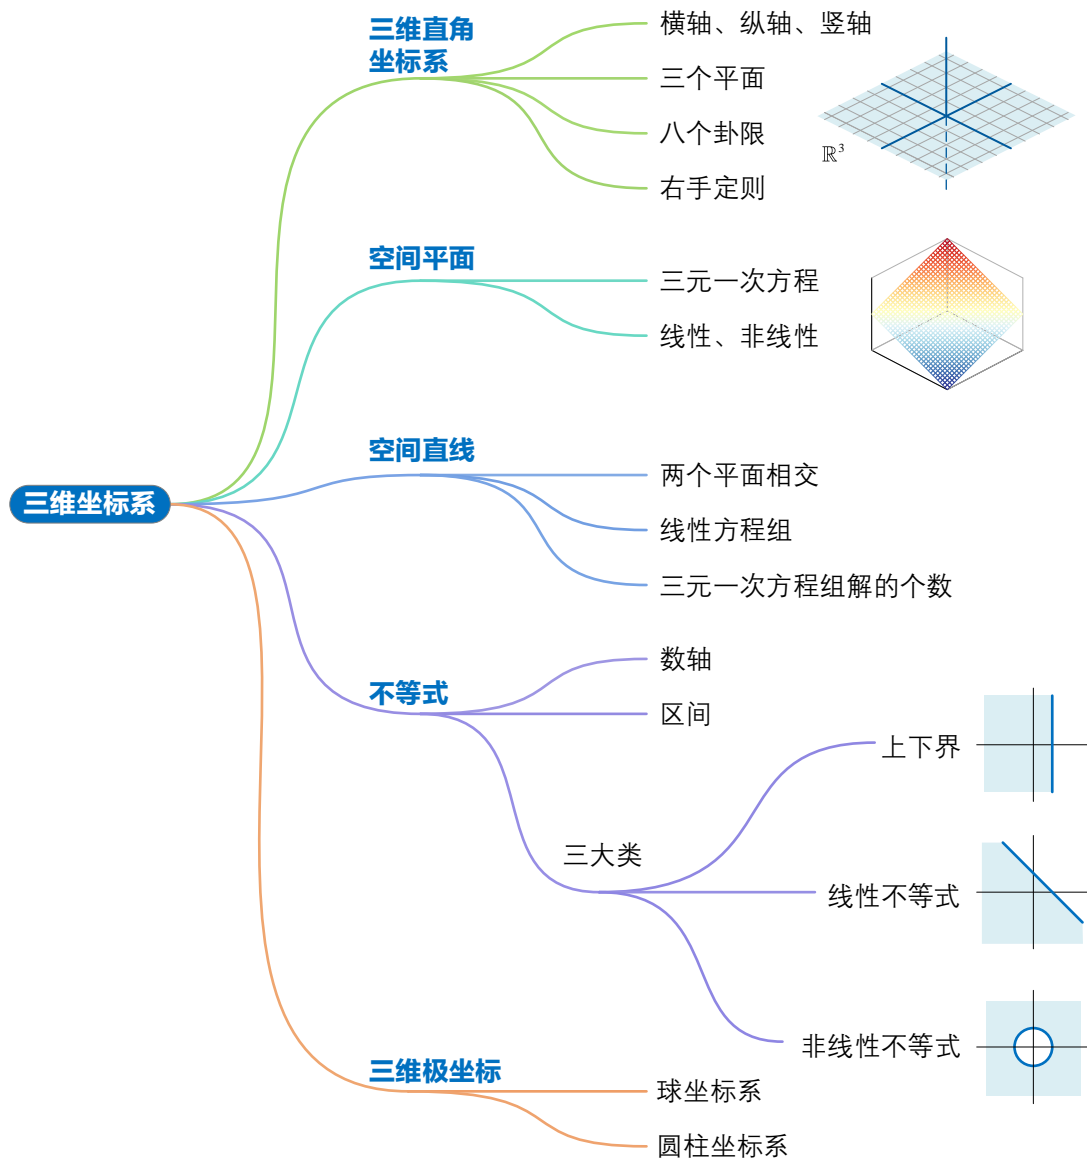 三维坐标系
三维直角
坐标系
横轴、纵轴、竖轴
三个平面
八个卦限
右手定则
ℝ³
空间平面
三元一次方程
线性、非线性
空间直线
两个平面相交
线性方程组
三元一次方程组解的个数
不等式
数轴
区间
三大类
上下界
线性不等式
非线性不等式
三维极坐标
球坐标系
圆柱坐标系